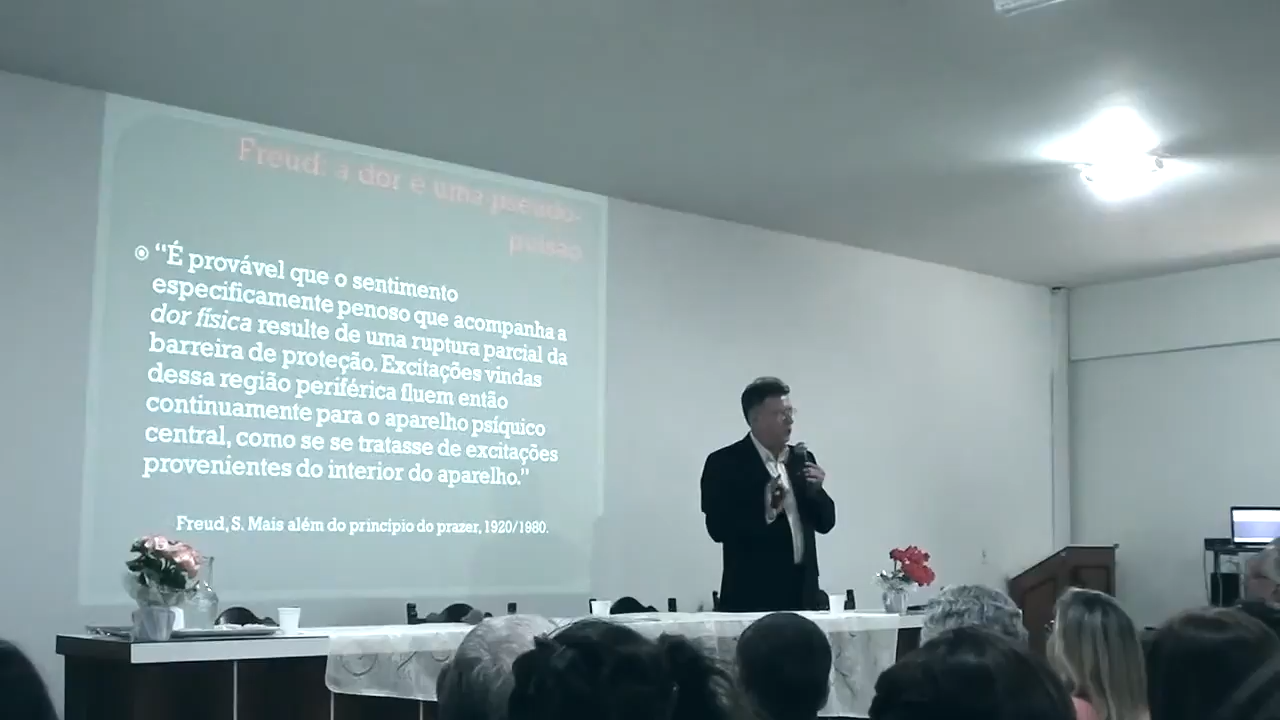 Freud: a dor é uma pseudo-
pulsão
“É provável que o sentimento
especificamente penoso que acompanha a
dor física resulte de uma ruptura parcial da
barreira de proteção. Excitações vindas
dessa região periférica fluem então
continuamente para o aparelho psíquico
central, como se se tratasse de excitações
provenientes do interior do aparelho.”
Freud, S. Mais além do princípio do prazer, 1920/1980.